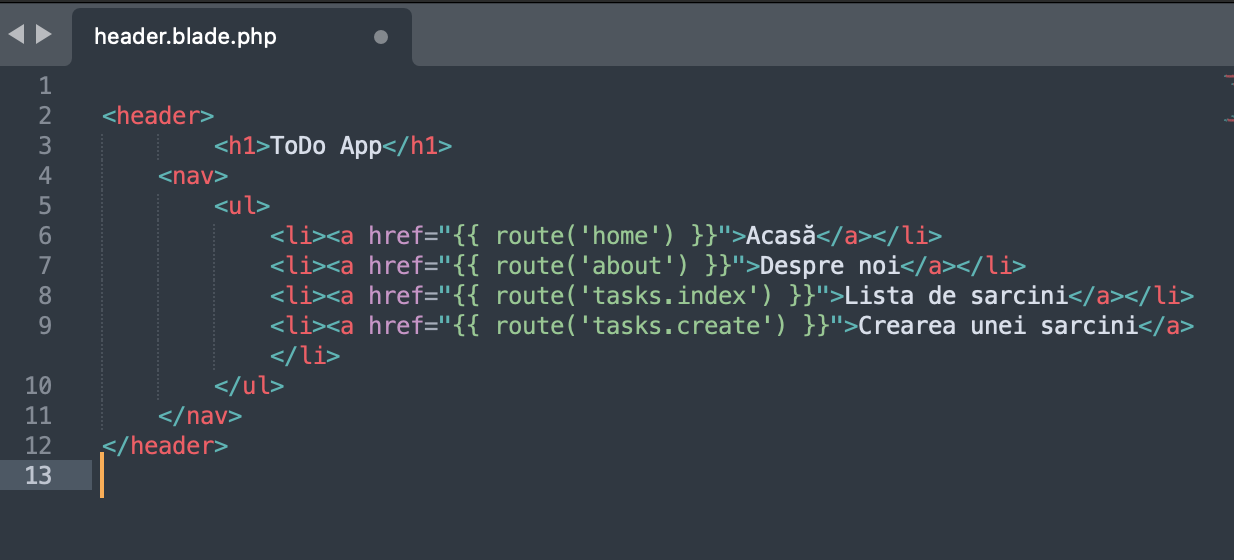 header.blade.php
1
2 <header>
3 <h1>ToDo App</h1>
4 <nav>
5 <ul>
6 <li><a href="{{ route('home') }}">Acasă</a></li>
7 <li><a href="{{ route('about') }}">Despre noi</a></li>
8 <li><a href="{{ route('tasks.index') }}">Lista de sarcini</a></li>
9 <li><a href="{{ route('tasks.create') }}">Crearea unei sarcini</a>
</li>
10 </ul>
11 </nav>
12 </header>
13